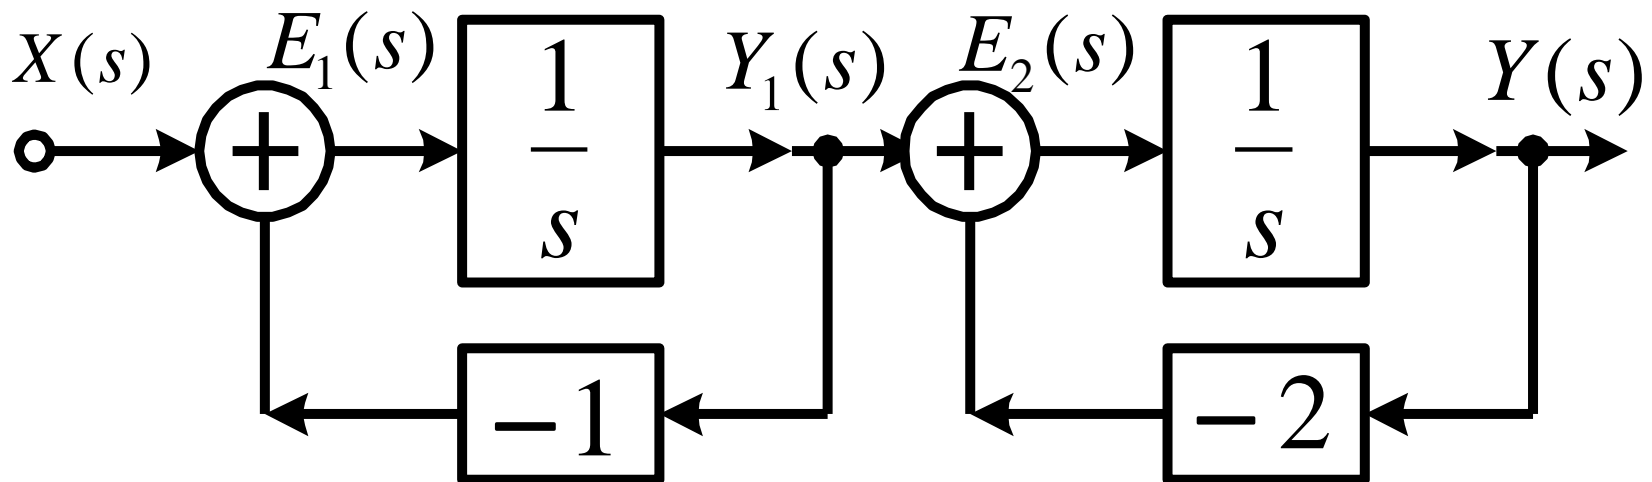 X(s) E₁(s) Y₁(s) E₂(s) Y(s)
+ 1/s + 1/s
−1 −2